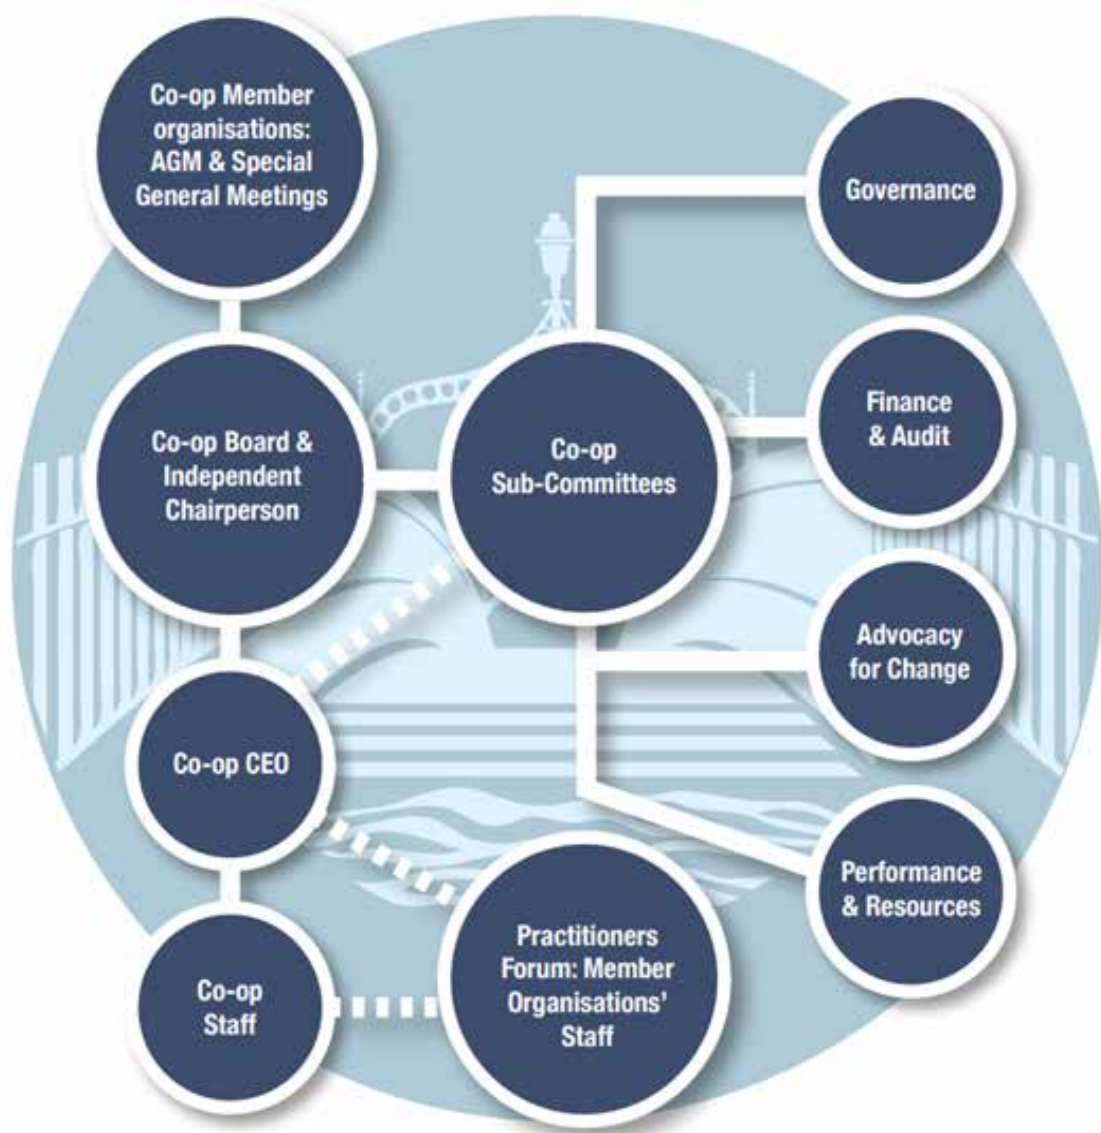 Co-op Member
organisations:
AGM & Special
General Meetings
Governance
Co-op Board &
Independent
Chairperson
Co-op
Sub-Committees
Finance
& Audit
Advocacy
for Change
Co-op CEO
Performance
& Resources
Co-op
Staff
Practitioners
Forum: Member
Organisations’
Staff